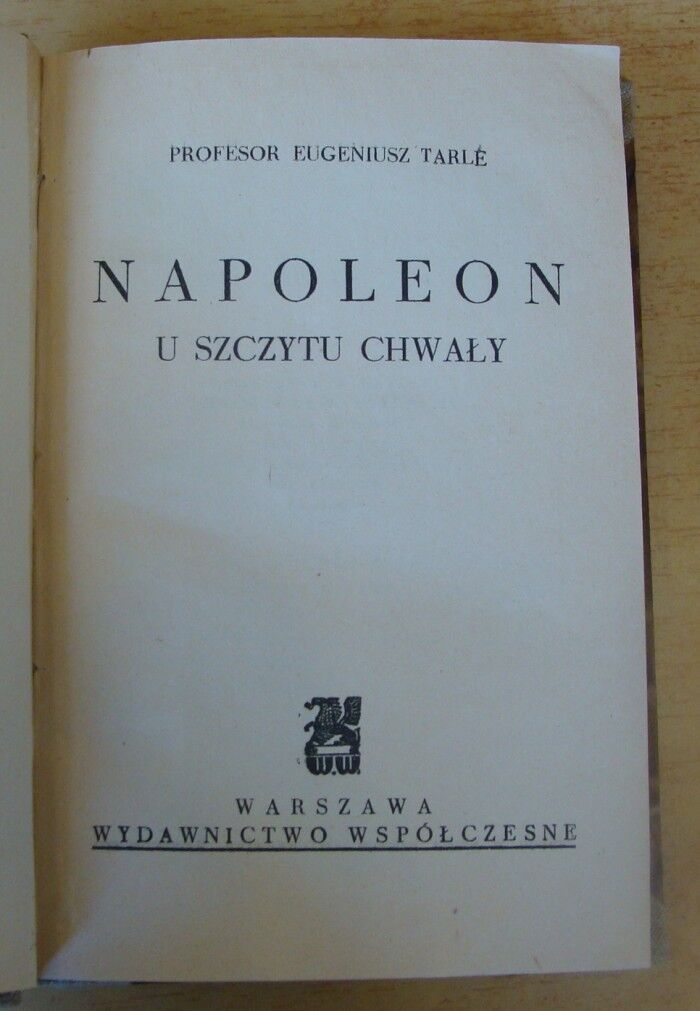 PROFESOR EUGENIUSZ TARLÉ
NAPOLEON
U SZCZYTU CHWAŁY
W.W.
WARSZAWA
WYDAWNICTWO WSPÓŁCZESNE